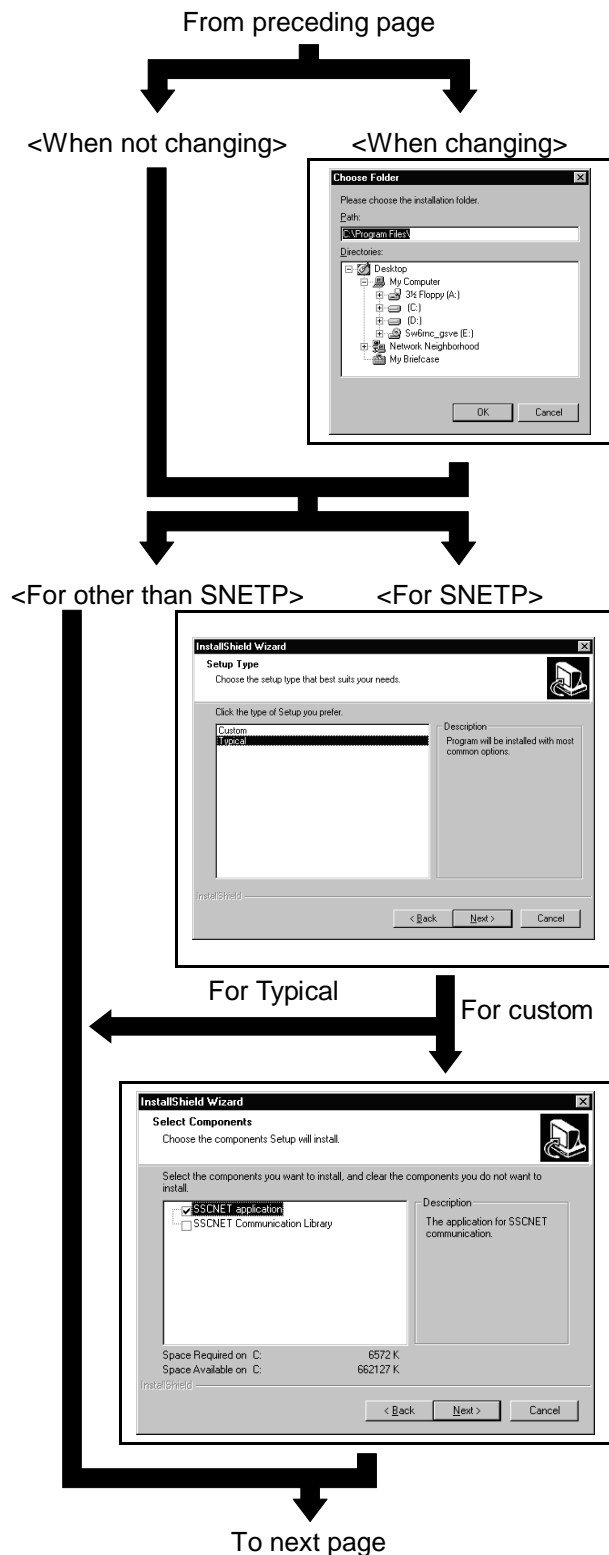 From preceding page
<When not changing>
<When changing>
Choose Folder
Please choose the installation folder.
Path:
C:\Program Files\
Directories:
Desktop
My Computer
3½ Floppy (A:)
(C:)
(D:)
Sw6rnc_gsve (E:)
Network Neighborhood
My Briefcase
OK
Cancel
<For other than SNETP>
<For SNETP>
InstallShield Wizard
Setup Type
Choose the setup type that best suits your needs.
Click the type of Setup you prefer.
Custom
Typical
Description
Program will be installed with most
common options.
InstallShield
< Back
Next >
Cancel
For Typical
For custom
InstallShield Wizard
Select Components
Choose the components Setup will install.
Select the components you want to install, and clear the components you do not want to
install.
SSCNET application
SSCNET Communication Library
Description
The application for SSCNET
communication.
Space Required on C: 6572 K
Space Available on C: 662127 K
InstallShield
< Back
Next >
Cancel
To next page